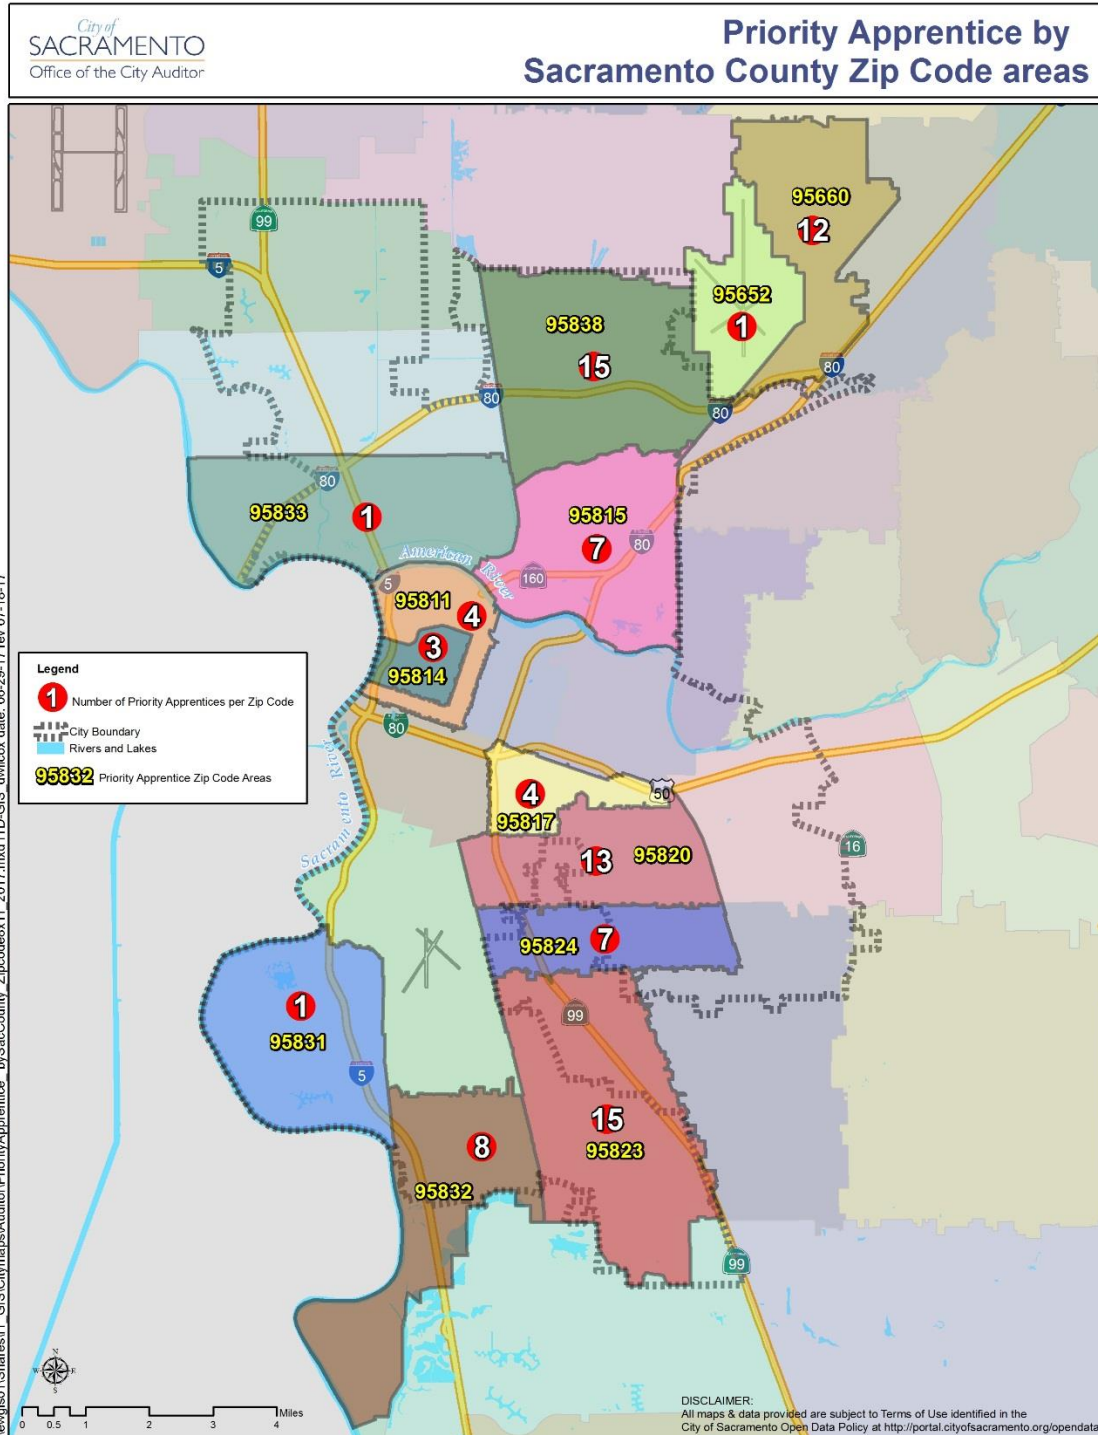 City of
SACRAMENTO
Office of the City Auditor
Priority Apprentice by
Sacramento County Zip Code areas
99
5
95660
12
95652
1
95838
15
80
80
80
80
95833
1
95815
7
80
160
American River
5
95811
4
3
95814
Legend
1 Number of Priority Apprentices per Zip Code
City Boundary
Rivers and Lakes
95832 Priority Apprentice Zip Code Areas
80
Sacramento River
4
95817
50
13
95820
16
95824
7
1
95831
99
5
15
95823
8
95832
99
N
W
E
S
0 0.5 1 2 3 4 Miles
DISCLAIMER:
All maps & data provided are subject to Terms of Use identified in the
City of Sacramento Open Data Policy at http://portal.cityofsacramento.org/opendata